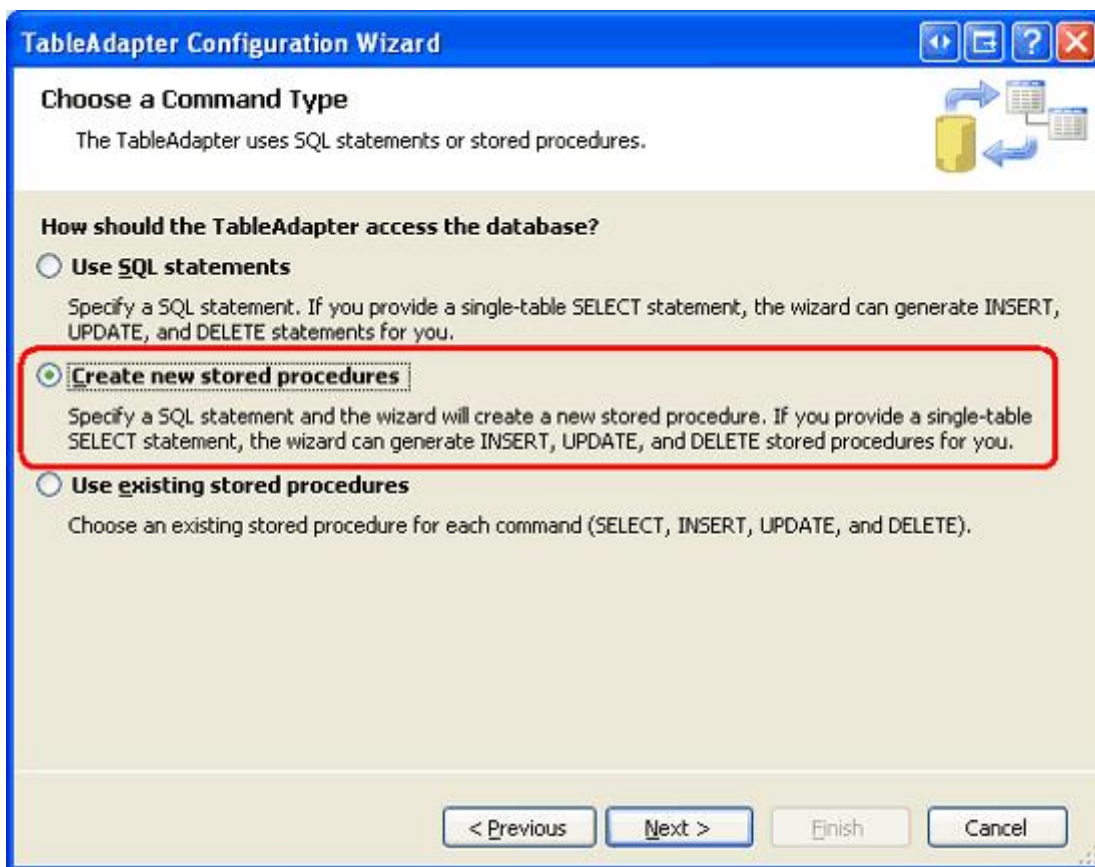 TableAdapter Configuration Wizard
Choose a Command Type
The TableAdapter uses SQL statements or stored procedures.
How should the TableAdapter access the database?
Use SQL statements
Specify a SQL statement. If you provide a single-table SELECT statement, the wizard can generate INSERT,
UPDATE, and DELETE statements for you.
Create new stored procedures
Specify a SQL statement and the wizard will create a new stored procedure. If you provide a single-table
SELECT statement, the wizard can generate INSERT, UPDATE, and DELETE stored procedures for you.
Use existing stored procedures
Choose an existing stored procedure for each command (SELECT, INSERT, UPDATE, and DELETE).
< Previous
Next >
Finish
Cancel